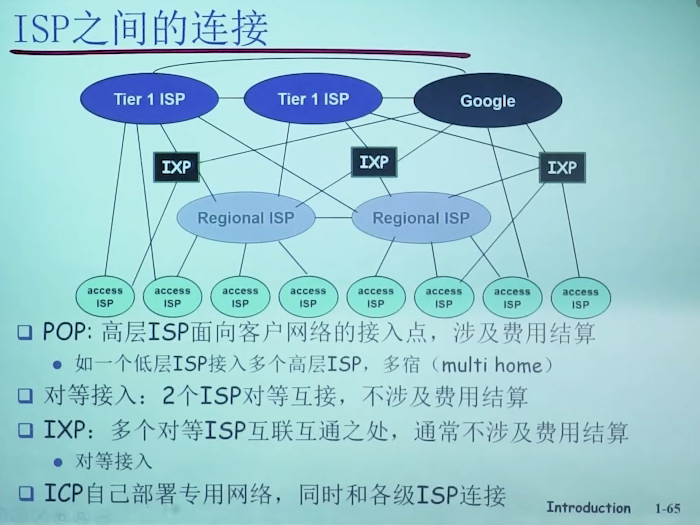 ISP之间的连接
Tier 1 ISP
Tier 1 ISP
Google
IXP
IXP
IXP
Regional ISP
Regional ISP
access ISP
access ISP
access ISP
access ISP
access ISP
access ISP
access ISP
access ISP
POP: 高层ISP面向客户网络的接入点，涉及费用结算
如一个低层ISP接入多个高层ISP，多宿（multi home）
对等接入：2个ISP对等互接，不涉及费用结算
IXP：多个对等ISP互联互通之处，通常不涉及费用结算
对等接入
ICP自己部署专用网络，同时和各级ISP连接
Introduction 1-65